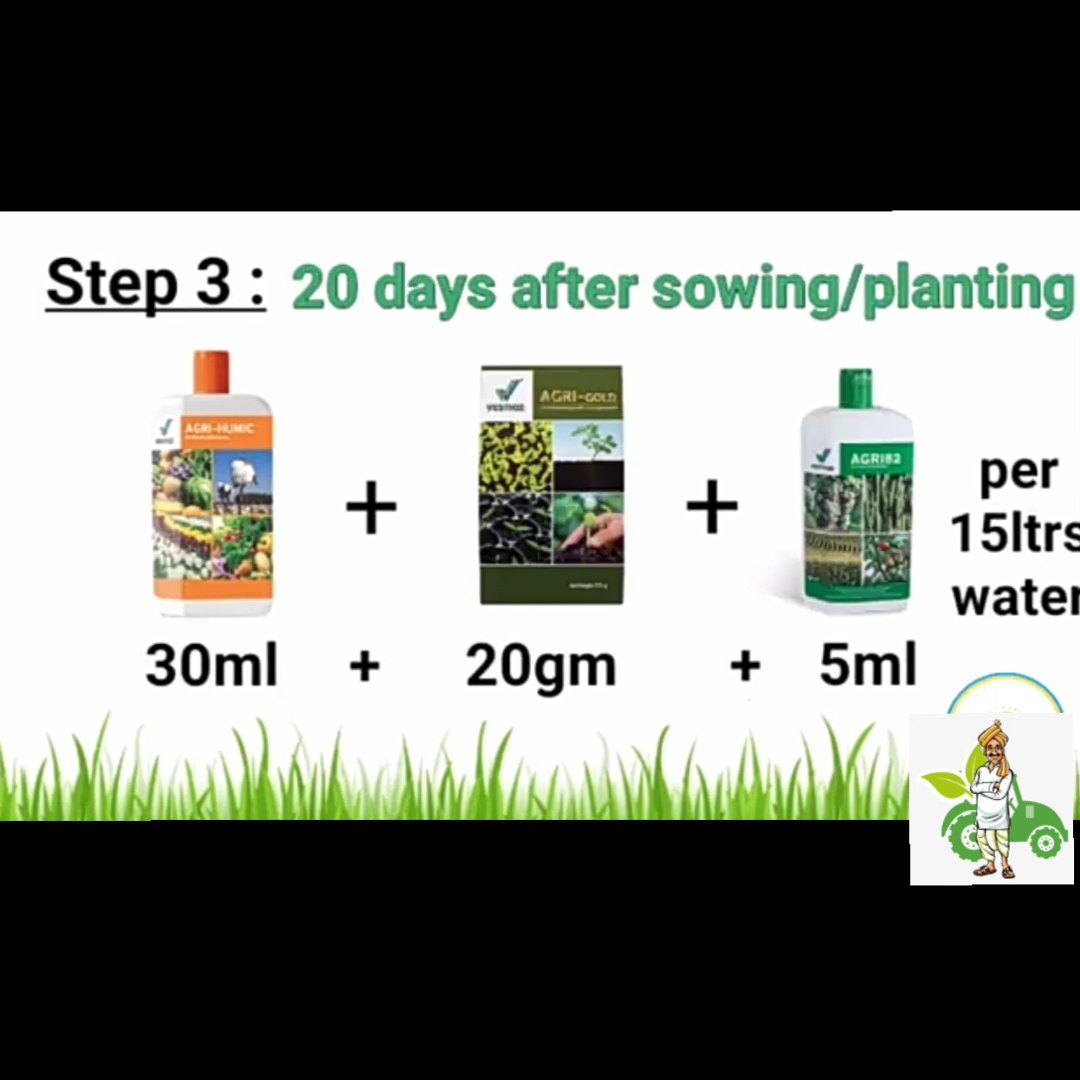 Step 3 : 20 days after sowing/planting
AGRI-HUMIC
VESTIGE
AGRI-GOLD
AGRI82
+
+
per
15ltrs
water
30ml + 20gm + 5ml